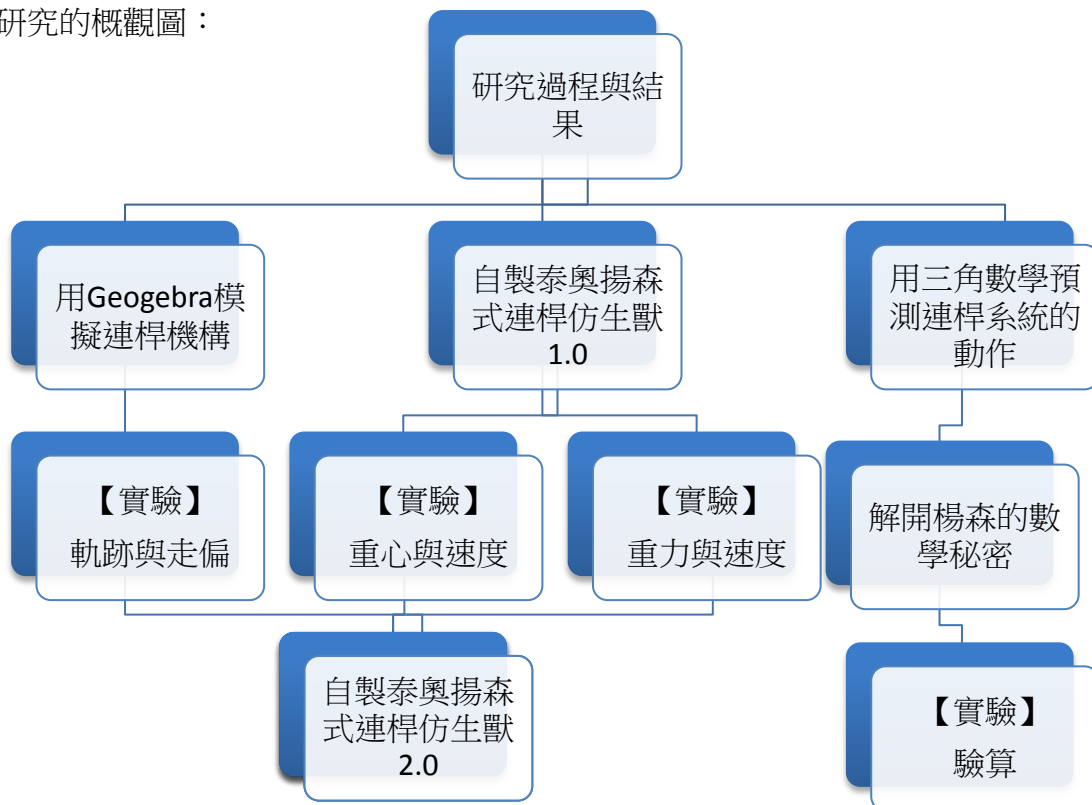 研究的概觀圖：
研究過程與結
果
用Geogebra模
擬連桿機構
自製泰奧揚森
式連桿仿生獸
1.0
用三角數學預
測連桿系統的
動作
【實驗】
軌跡與走偏
【實驗】
重心與速度
【實驗】
重力與速度
解開楊森的數
學秘密
自製泰奧揚森
式連桿仿生獸
2.0
【實驗】
驗算